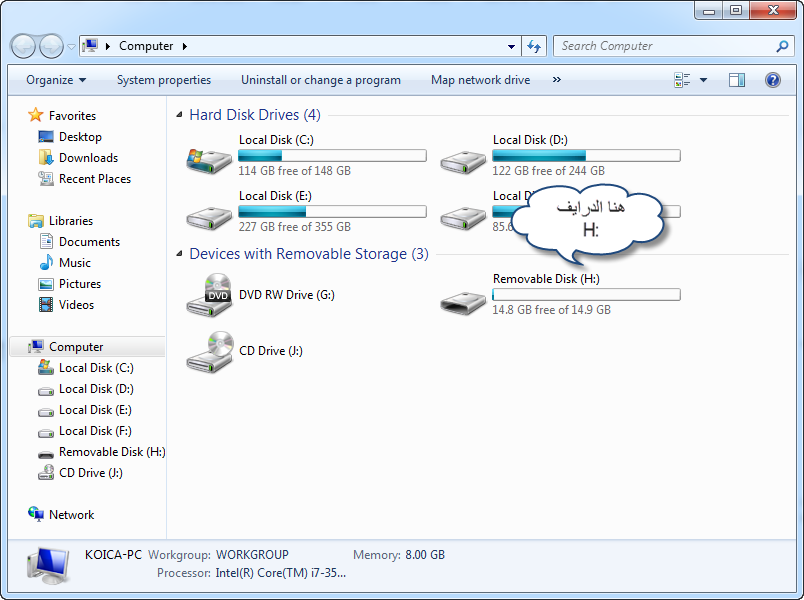 Computer
Search Computer
Organize
System properties
Uninstall or change a program
Map network drive
»
Favorites
Desktop
Downloads
Recent Places
Libraries
Documents
Music
Pictures
Videos
Computer
Local Disk (C:)
Local Disk (D:)
Local Disk (E:)
Local Disk (F:)
Removable Disk (H:)
CD Drive (J:)
Network
Hard Disk Drives (4)
Local Disk (C:)
114 GB free of 148 GB
Local Disk (D:)
122 GB free of 244 GB
Local Disk (E:)
227 GB free of 355 GB
Local
85.6
هنا الدرايف
H:
Devices with Removable Storage (3)
DVD
DVD RW Drive (G:)
Removable Disk (H:)
14.8 GB free of 14.9 GB
CD Drive (J:)
KOICA-PC Workgroup: WORKGROUP Memory: 8.00 GB
Processor: Intel(R) Core(TM) i7-35...